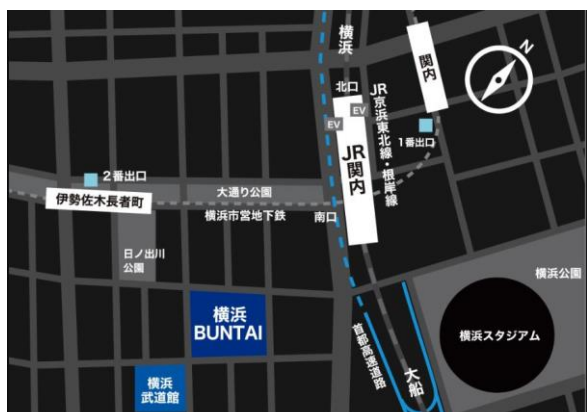 横浜
関内
N
北口
EV
EV
JR関内
JR京浜東北線・根岸線
1番出口
2番出口
伊勢佐木長者町
大通り公園
横浜市営地下鉄
南口
日ノ出川
公園
横浜公園
横浜
BUNTAI
首都高速道路
横浜スタジアム
大船
横浜
武道館